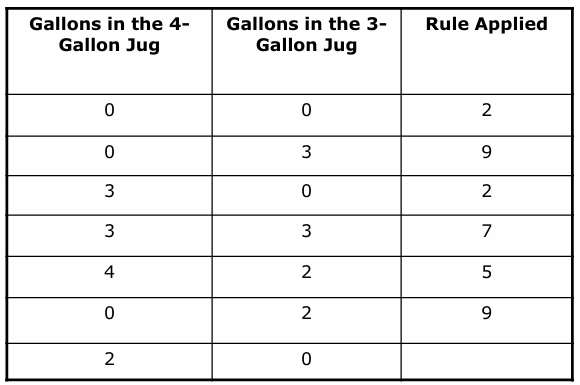 Gallons in the 4-
Gallon Jug
Gallons in the 3-
Gallon Jug
Rule Applied
0 0 2
0 3 9
3 0 2
3 3 7
4 2 5
0 2 9
2 0